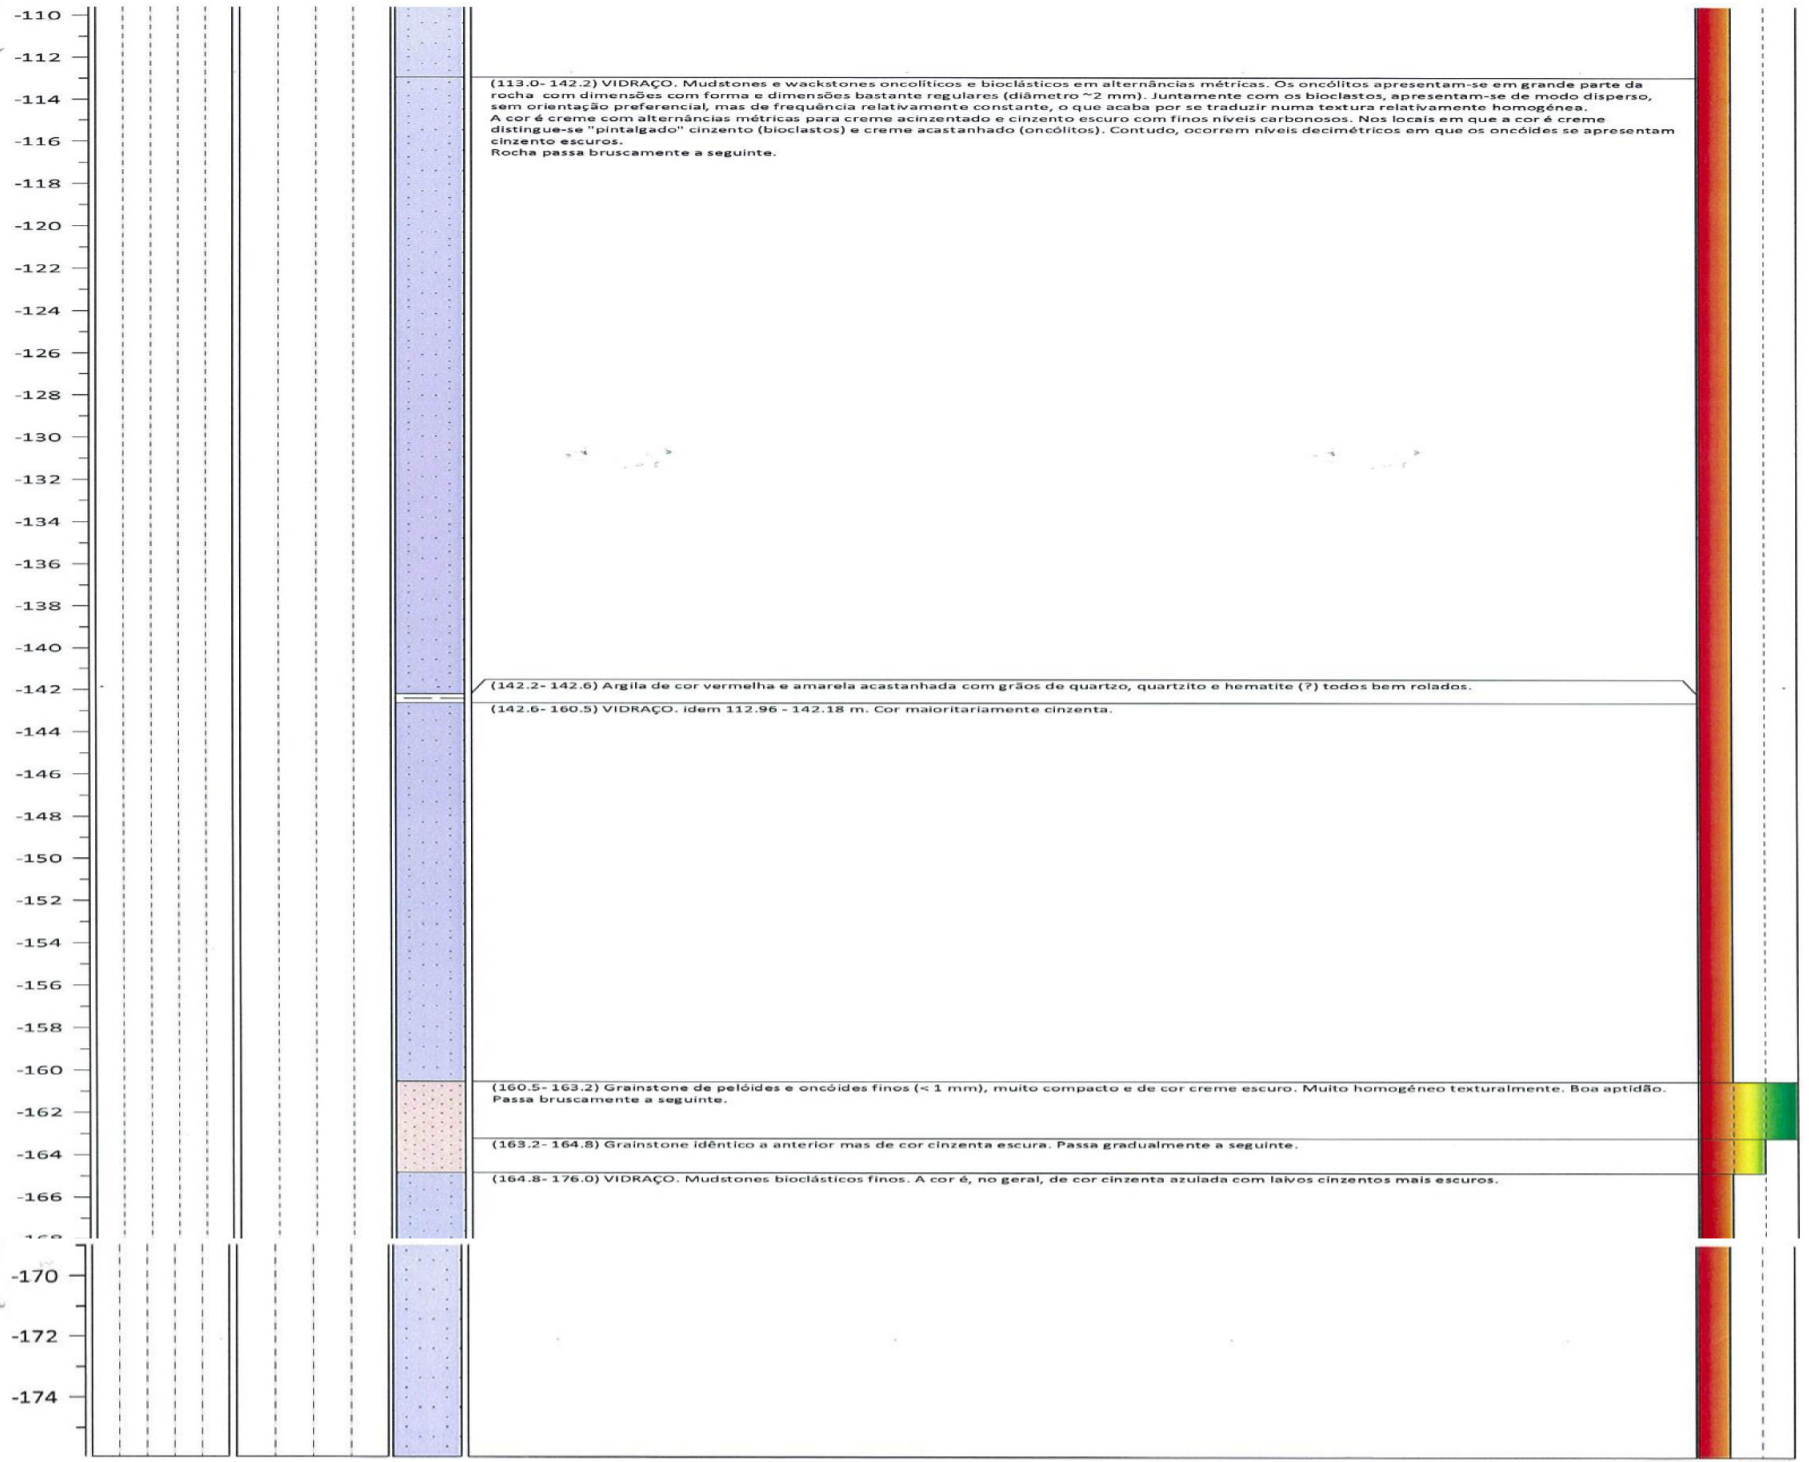 -110
-112
(113.0- 142.2) VIDRAÇO. Mudstones e wackstones oncolíticos e bioclásticos em alternâncias métricas. Os oncólitos apresentam-se em grande parte da
rocha com dimensões com forma e dimensões bastante regulares (diâmetro ~2 mm). Juntamente com os bioclastos, apresentam-se de modo disperso,
-114
sem orientação preferencial, mas de frequência relativamente constante, o que acaba por se traduzir numa textura relativamente homogénea.
A cor é creme com alternâncias métricas para creme acinzentado e cinzento escuro com finos níveis carbonosos. Nos locais em que a cor é creme
distingue-se "pintalgado" cinzento (bioclastos) e creme acastanhado (oncólitos). Contudo, ocorrem níveis decimétricos em que os oncóides se apresentam
-116
cinzento escuros.
Rocha passa bruscamente a seguinte.
-118
-120
-122
-124
-126
-128
-130
-132
-134
-136
-138
-140
-142
(142.2- 142.6) Argila de cor vermelha e amarela acastanhada com grãos de quartzo, quartzito e hematite (?) todos bem rolados.
(142.6- 160.5) VIDRAÇO. idem 112.96 - 142.18 m. Cor maioritariamente cinzenta.
-144
-146
-148
-150
-152
-154
-156
-158
-160
(160.5- 163.2) Grainstone de pelóides e oncóides finos (< 1 mm), muito compacto e de cor creme escuro. Muito homogéneo texturalmente. Boa aptidão.
Passa bruscamente a seguinte.
-162
(163.2- 164.8) Grainstone idêntico a anterior mas de cor cinzenta escura. Passa gradualmente a seguinte.
-164
(164.8- 176.0) VIDRAÇO. Mudstones bioclásticos finos. A cor é, no geral, de cor cinzenta azulada com laivos cinzentos mais escuros.
-166
-170
-172
-174